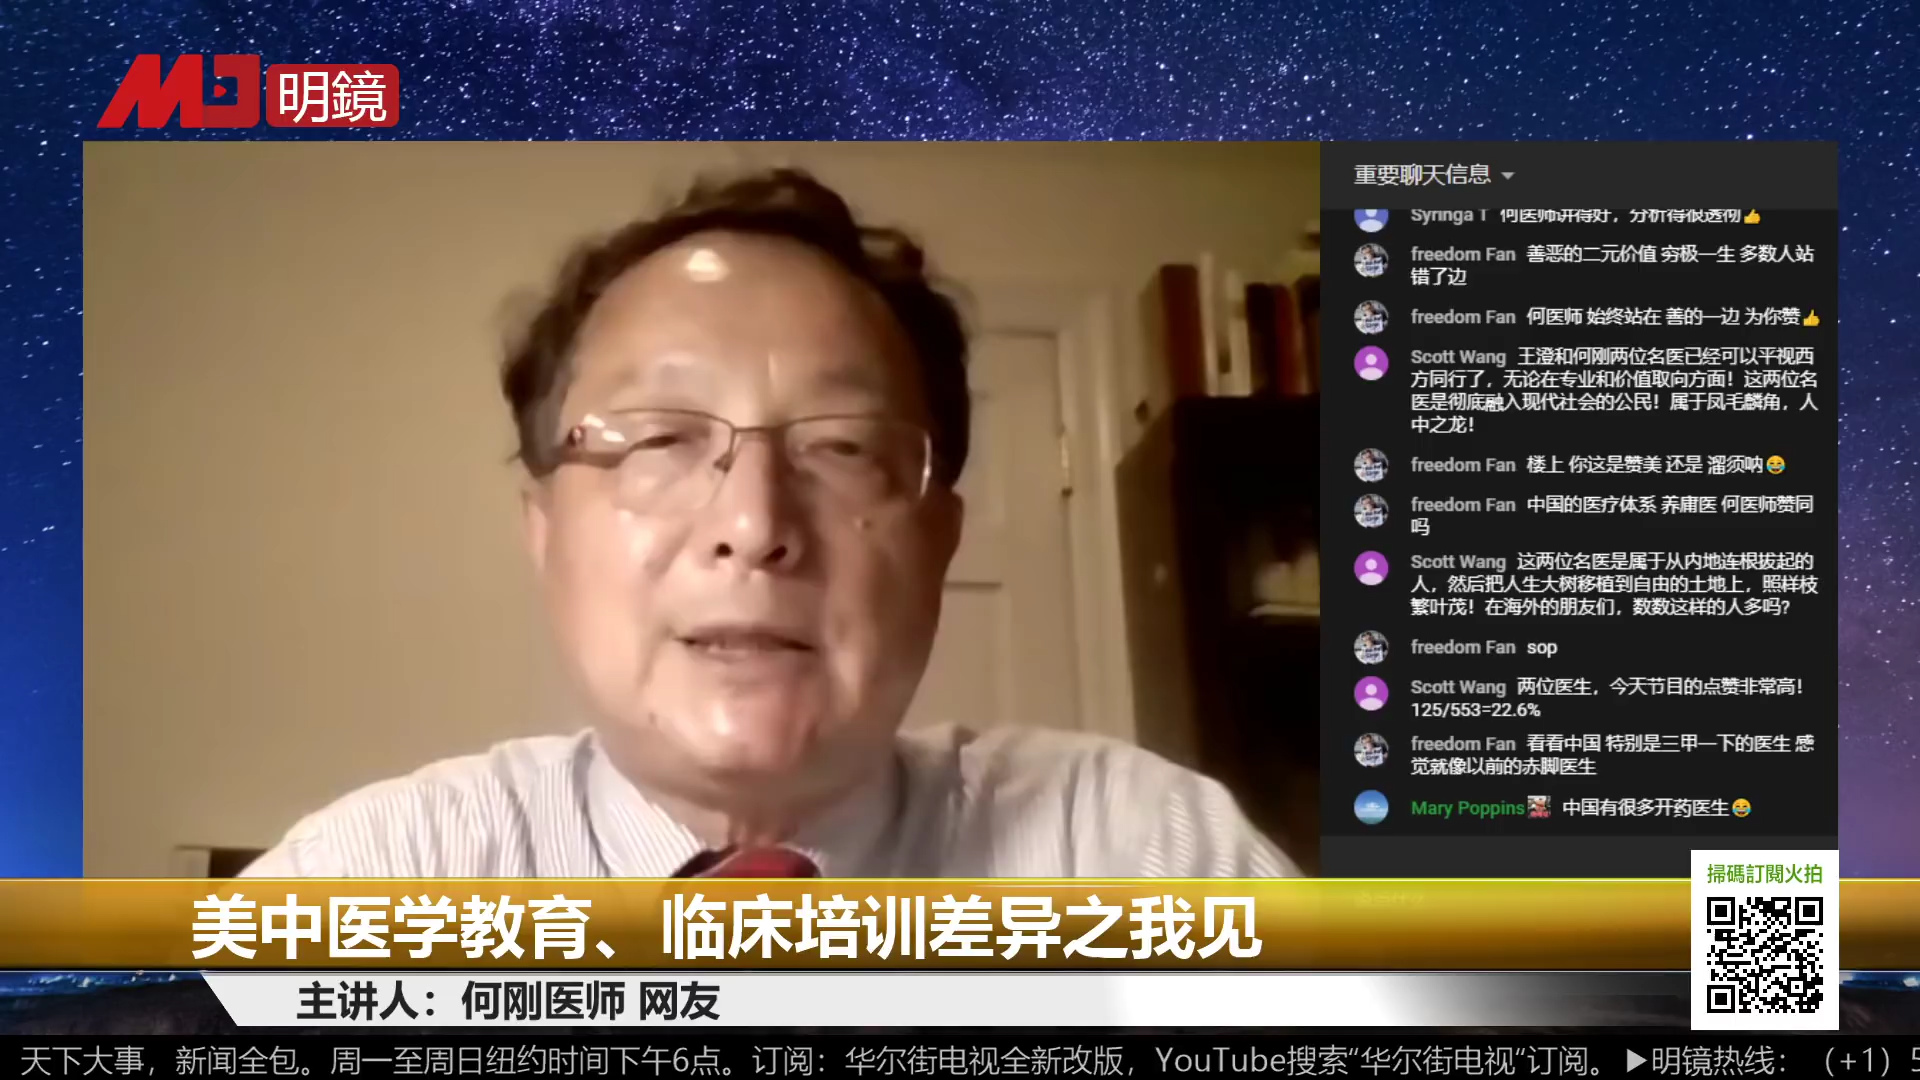 明鏡
重要聊天信息
Syringa T 何医师讲得好，分析得很透彻👍
freedom Fan 善恶的二元价值 穷极一生 多数人站
错了边
freedom Fan 何医师 始终站在 善的一边 为你赞👍
Scott Wang 王澄和何刚两位名医已经可以平视西
方同行了，无论在专业和价值取向方面！这两位名
医是彻底融入现代社会的公民！属于凤毛麟角，人
中之龙！
freedom Fan 楼上 你这是赞美 还是 溜须呐😂
freedom Fan 中国的医疗体系 养庸医 何医师赞同
吗
Scott Wang 这两位名医是属于从内地连根拔起的
人，然后把人生大树移植到自由的土地上，照样枝
繁叶茂！在海外的朋友们，数数这样的人多吗？
freedom Fan sop
Scott Wang 两位医生，今天节目的点赞非常高！
125/553=22.6%
freedom Fan 看看中国 特别是三甲一下的医生 感
觉就像以前的赤脚医生
Mary Poppins 中国有很多开药医生😂
掃碼訂閱火拍
美中医学教育、临床培训差异之我见
主讲人：何刚医师 网友
天下大事，新闻全包。周一至周日纽约时间下午6点。订阅：华尔街电视全新改版，YouTube搜索“华尔街电视“订阅。▶明镜热线：（+1）5